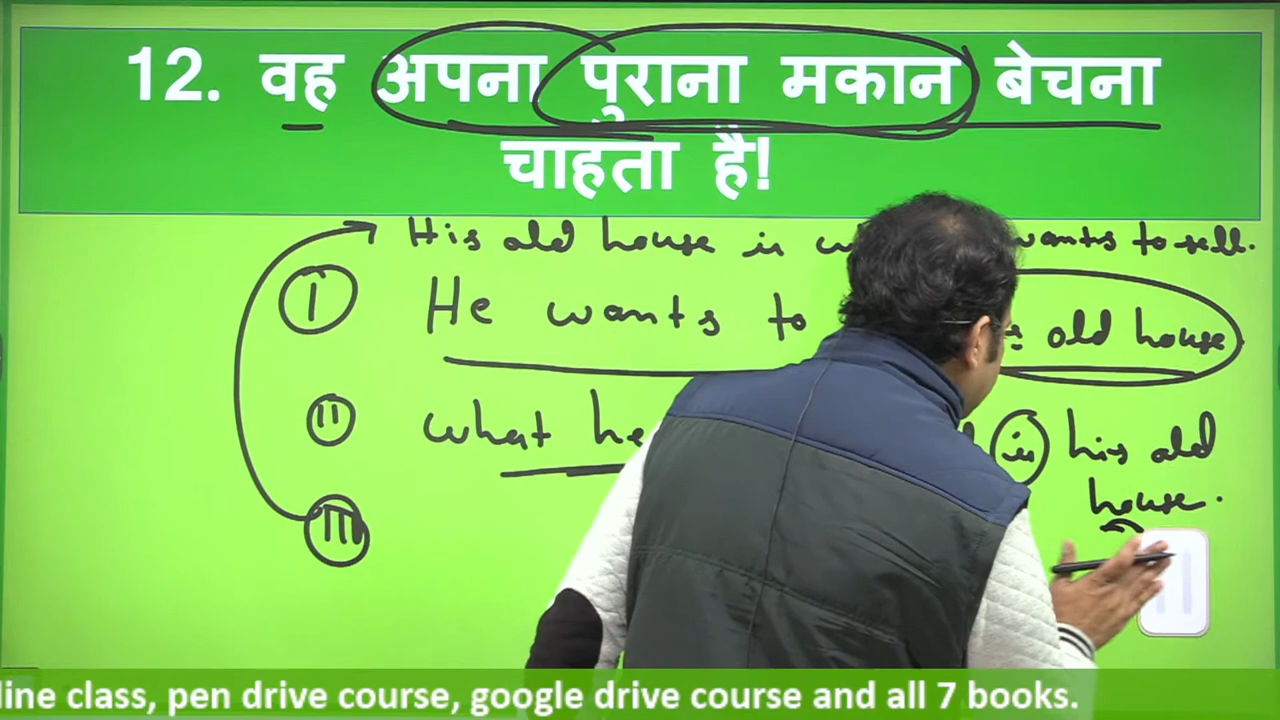 12. वह अपना पुराना मकान बेचना
चाहता है!
His old house is wants to sell.
I He wants to old house
II what he is his old
house.
III
line class, pen drive course, google drive course and all 7 books.